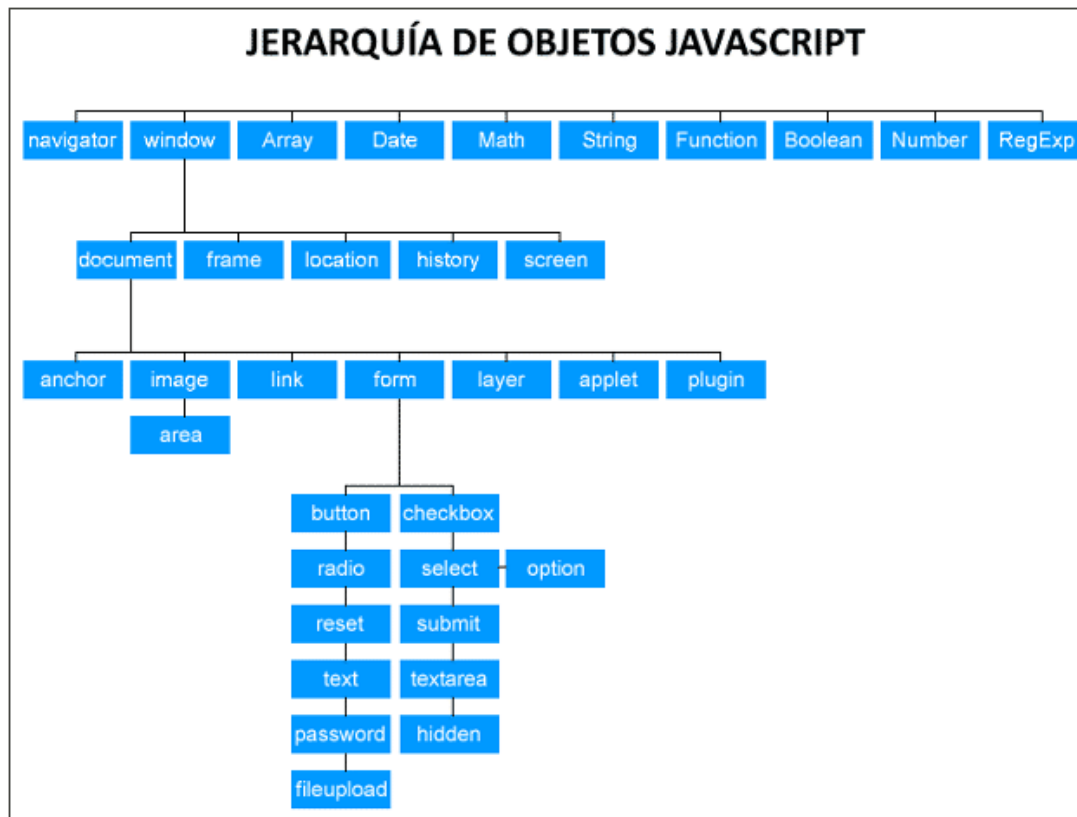 JERARQUÍA DE OBJETOS JAVASCRIPT
navigator window Array Date Math String Function Boolean Number RegExp
document frame location history screen
anchor image link form layer applet plugin
area
button checkbox
radio select option
reset submit
text textarea
password hidden
fileupload